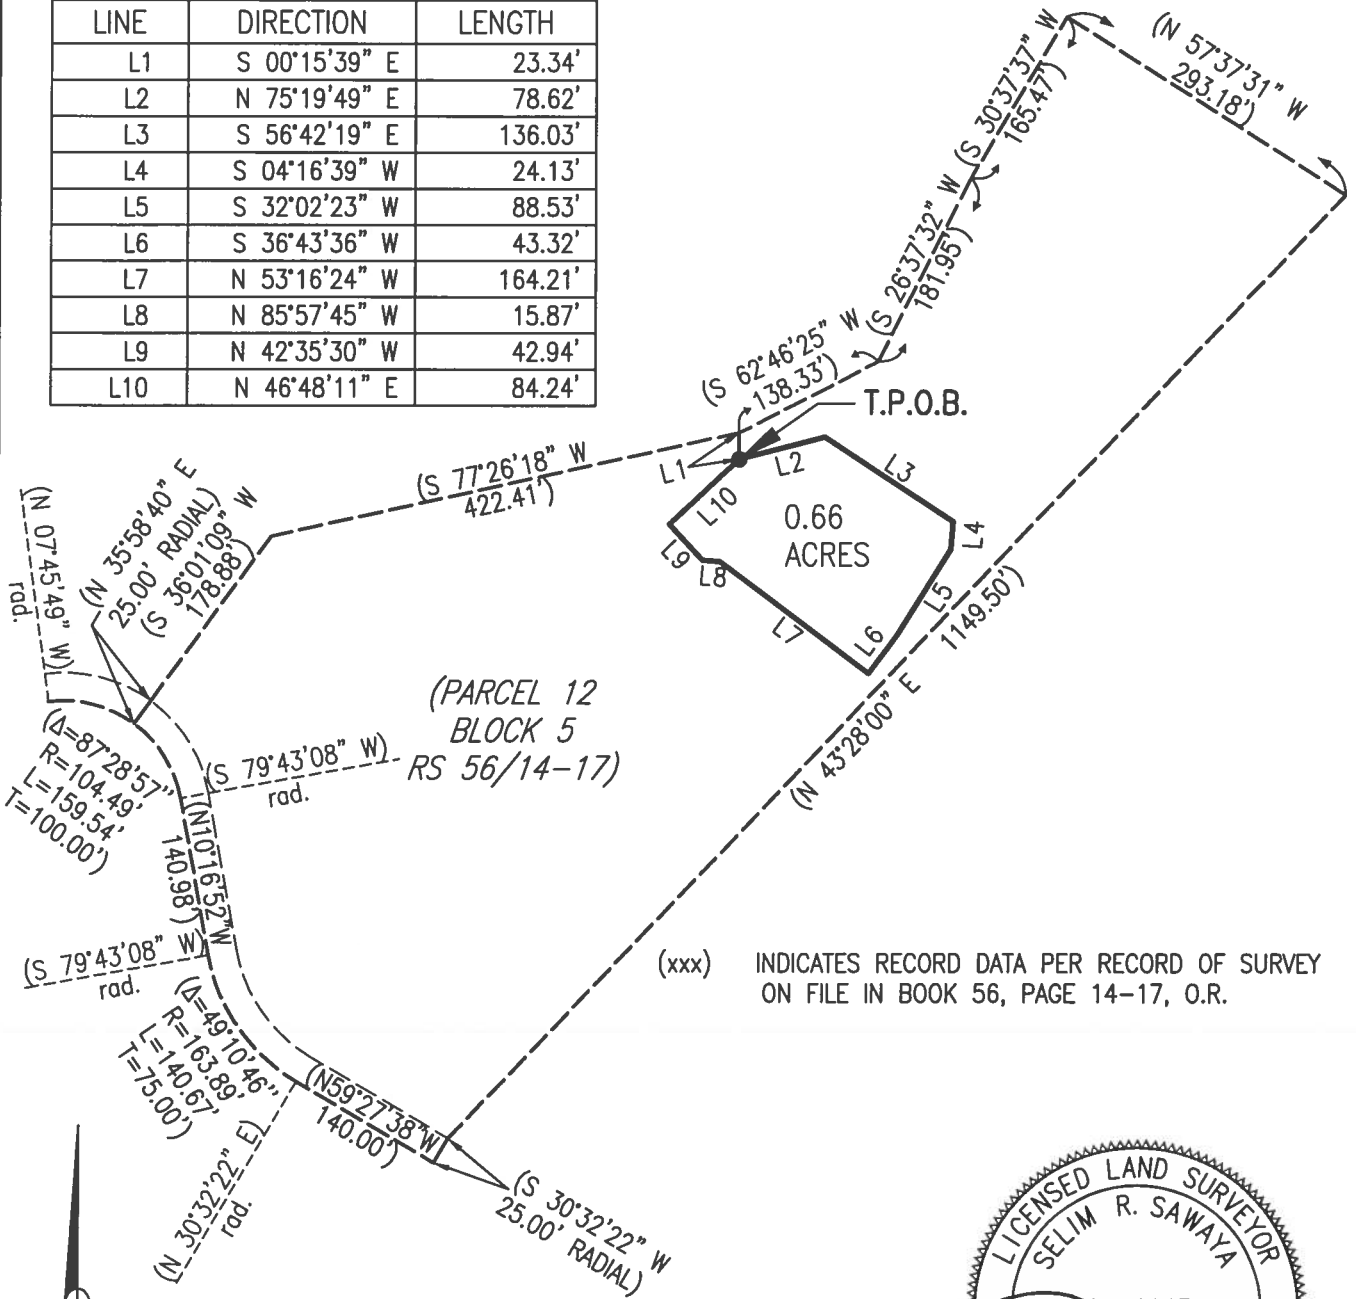 LINE DIRECTION LENGTH
L1 S 00°15'39" E 23.34'
L2 N 75°19'49" E 78.62'
L3 S 56°42'19" E 136.03'
L4 S 04°16'39" W 24.13'
L5 S 32°02'23" W 88.53'
L6 S 36°43'36" W 43.32'
L7 N 53°16'24" W 164.21'
L8 N 85°57'45" W 15.87'
L9 N 42°35'30" W 42.94'
L10 N 46°48'11" E 84.24'
(N 57°37'31" W
293.18')
(S 30°37'37" W
165.47')
(S 26°37'32" W
181.95')
(S 62°46'25" W
138.33')
T.P.O.B.
(S 77°26'18" W
422.41')
L1
L2
L3
L4
L5
L6
L7
L8
L9
L10
0.66
ACRES
(N 43°28'00" E
1149.50')
(N 07°45'49" W)
rad.
(N 35°58'40" E
25.00' RADIAL)
(S 36°01'09" W
178.88')
(PARCEL 12
BLOCK 5
RS 56/14-17)
(Δ=87°28'57"
R=104.49'
L=159.54'
T=100.00')
(S 79°43'08" W)
rad.
(N10°16'52"W
140.98')
(S 79°43'08" W)
rad.
(Δ=49°10'46"
R=163.89'
L=140.67'
T=75.00')
(N59°27'38"W
140.00')
(N 30°32'22" E)
rad.
(S 30°32'22" W
25.00' RADIAL)
(xxx) INDICATES RECORD DATA PER RECORD OF SURVEY
ON FILE IN BOOK 56, PAGE 14-17, O.R.
LICENSED LAND SURVEYOR
SELIM R. SAWAYA